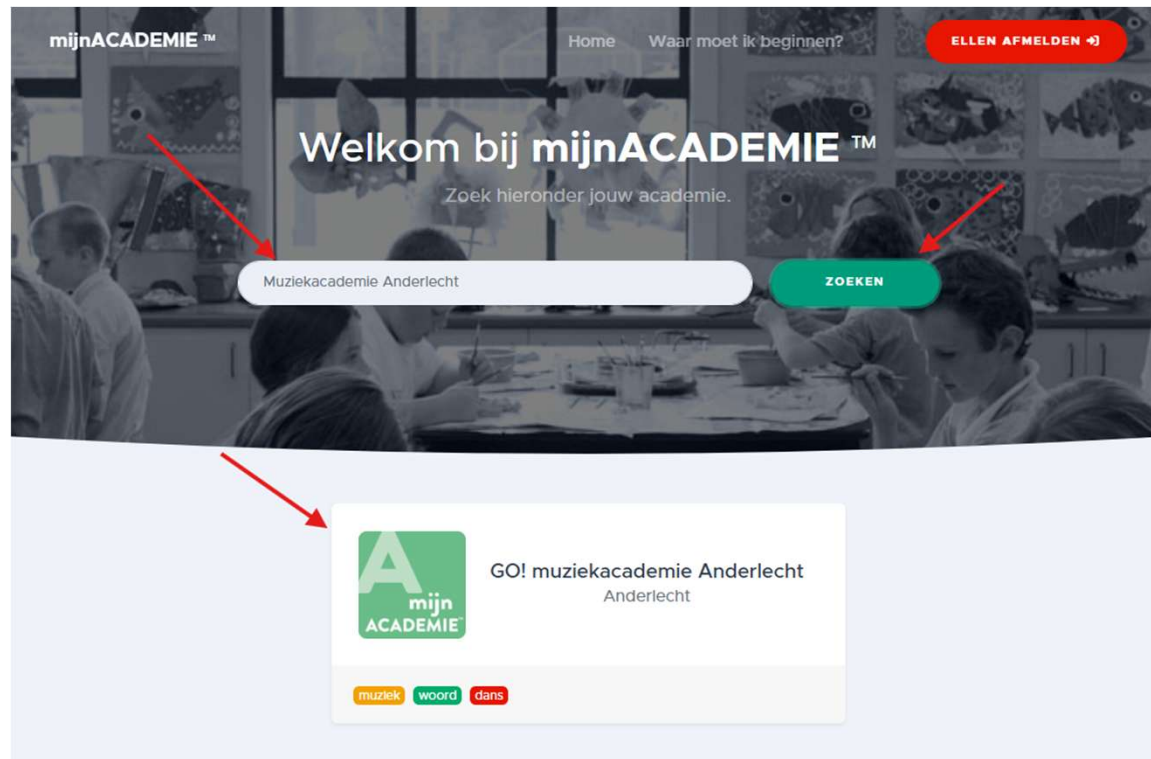 mijnACADEMIE ™
Home
Waar moet ik beginnen?
ELLEN AFMELDEN
Welkom bij mijnACADEMIE ™
Zoek hieronder jouw academie.
Muziekacademie Anderlecht
ZOEKEN
A
mijn
ACADEMIE™
GO! muziekacademie Anderlecht
Anderlecht
muziek woord dans